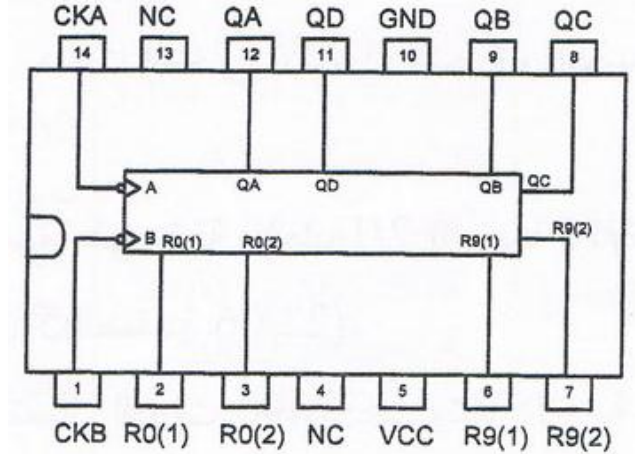 CKA NC QA QD GND QB QC
14 13 12 11 10 9 8
A QA QD QB QC
B R0(1) R0(2) R9(1) R9(2)
1 2 3 4 5 6 7
CKB R0(1) R0(2) NC VCC R9(1) R9(2)